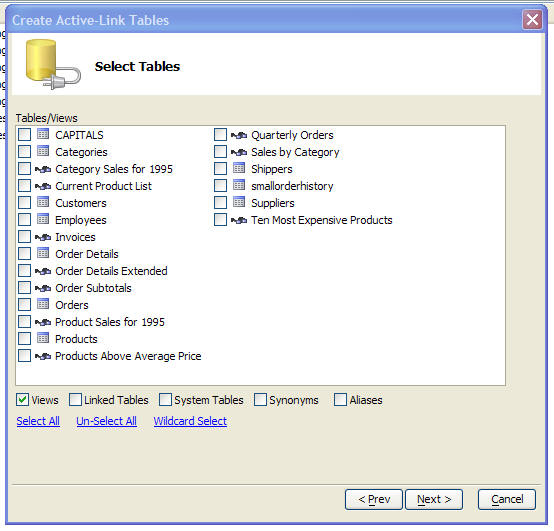 Create Active-Link Tables
Select Tables
Tables/Views
CAPITALS
Categories
Category Sales for 1995
Current Product List
Customers
Employees
Invoices
Order Details
Order Details Extended
Order Subtotals
Orders
Product Sales for 1995
Products
Products Above Average Price
Quarterly Orders
Sales by Category
Shippers
smallorderhistory
Suppliers
Ten Most Expensive Products
Views Linked Tables System Tables Synonyms Aliases
Select All Un-Select All Wildcard Select
< Prev Next > Cancel